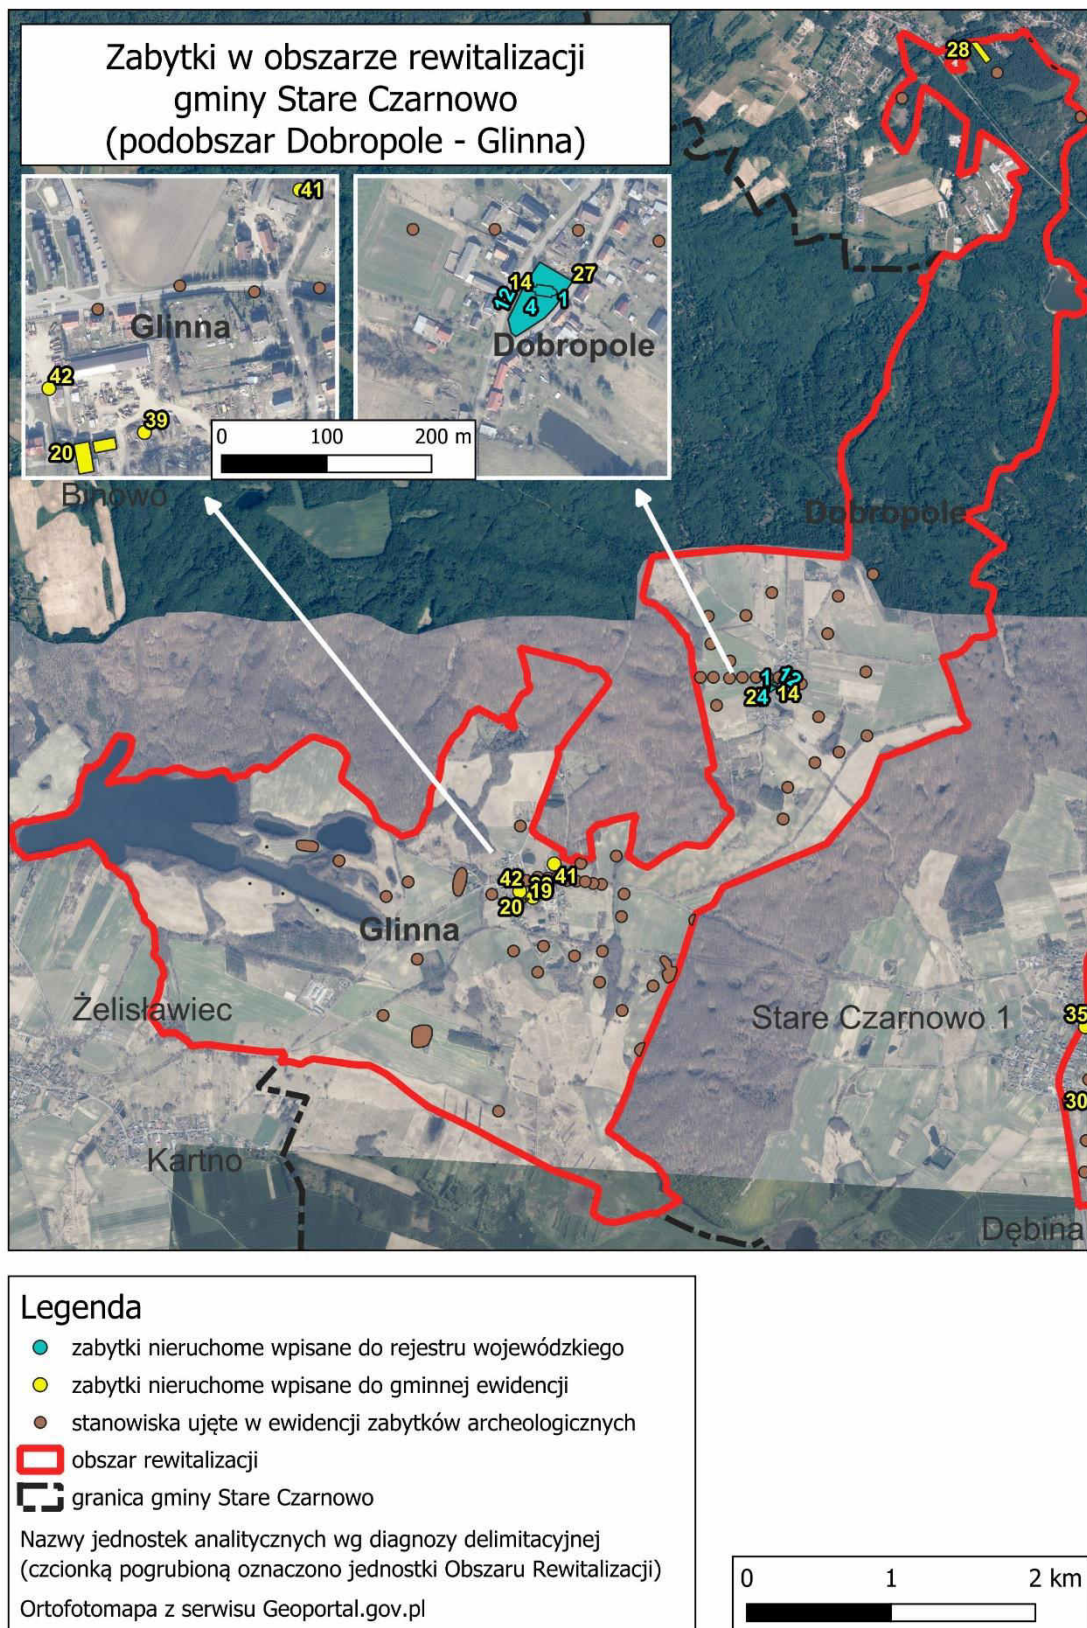 Zabytki w obszarze rewitalizacji
gminy Stare Czarnowo
(podobszar Dobropole - Glinna)
28
41
Glinna
42
39
20
14
27
12
4
1
Dobropole
0 100 200 m
Binowo
Dobropole
1
12
2
4
14
42
41
19
20
Glinna
Żelisławiec
Stare Czarnowo 1
35
30
Kartno
Dębina
Legenda
zabytki nieruchome wpisane do rejestru wojewódzkiego
zabytki nieruchome wpisane do gminnej ewidencji
stanowiska ujęte w ewidencji zabytków archeologicznych
obszar rewitalizacji
granica gminy Stare Czarnowo
Nazwy jednostek analitycznych wg diagnozy delimitacyjnej
(czcionką pogrubioną oznaczono jednostki Obszaru Rewitalizacji)
Ortofotomapa z serwisu Geoportal.gov.pl
0 1 2 km